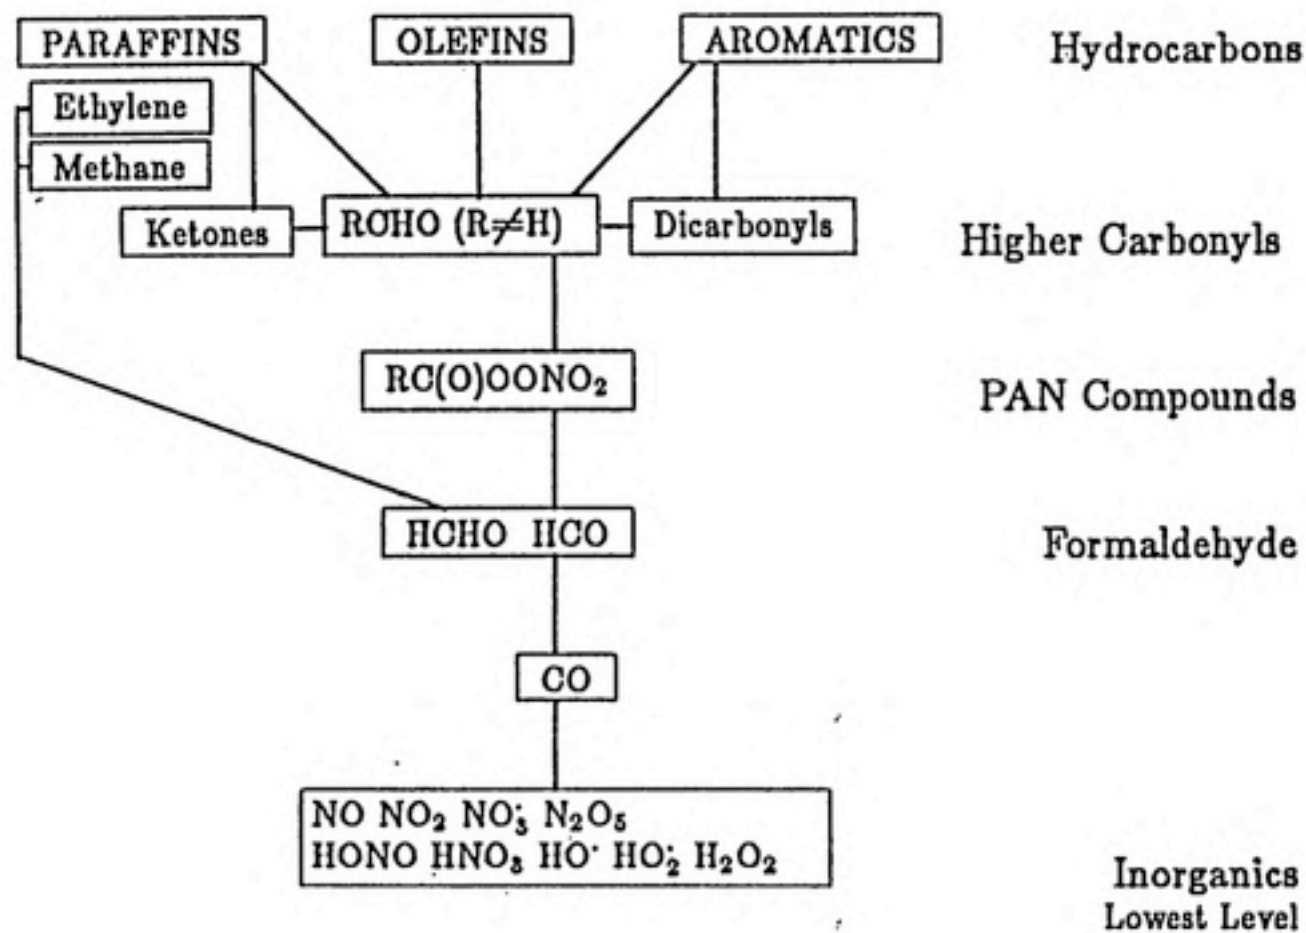 PARAFFINS OLEFINS AROMATICS Hydrocarbons
Ethylene
Methane
Ketones RCHO (R≠H) Dicarbonyls Higher Carbonyls
RC(O)OONO₂ PAN Compounds
HCHO HCO Formaldehyde
CO
NO NO₂ NO₃˙ N₂O₅
HONO HNO₃ HO˙ HO₂˙ H₂O₂
Inorganics
Lowest Level